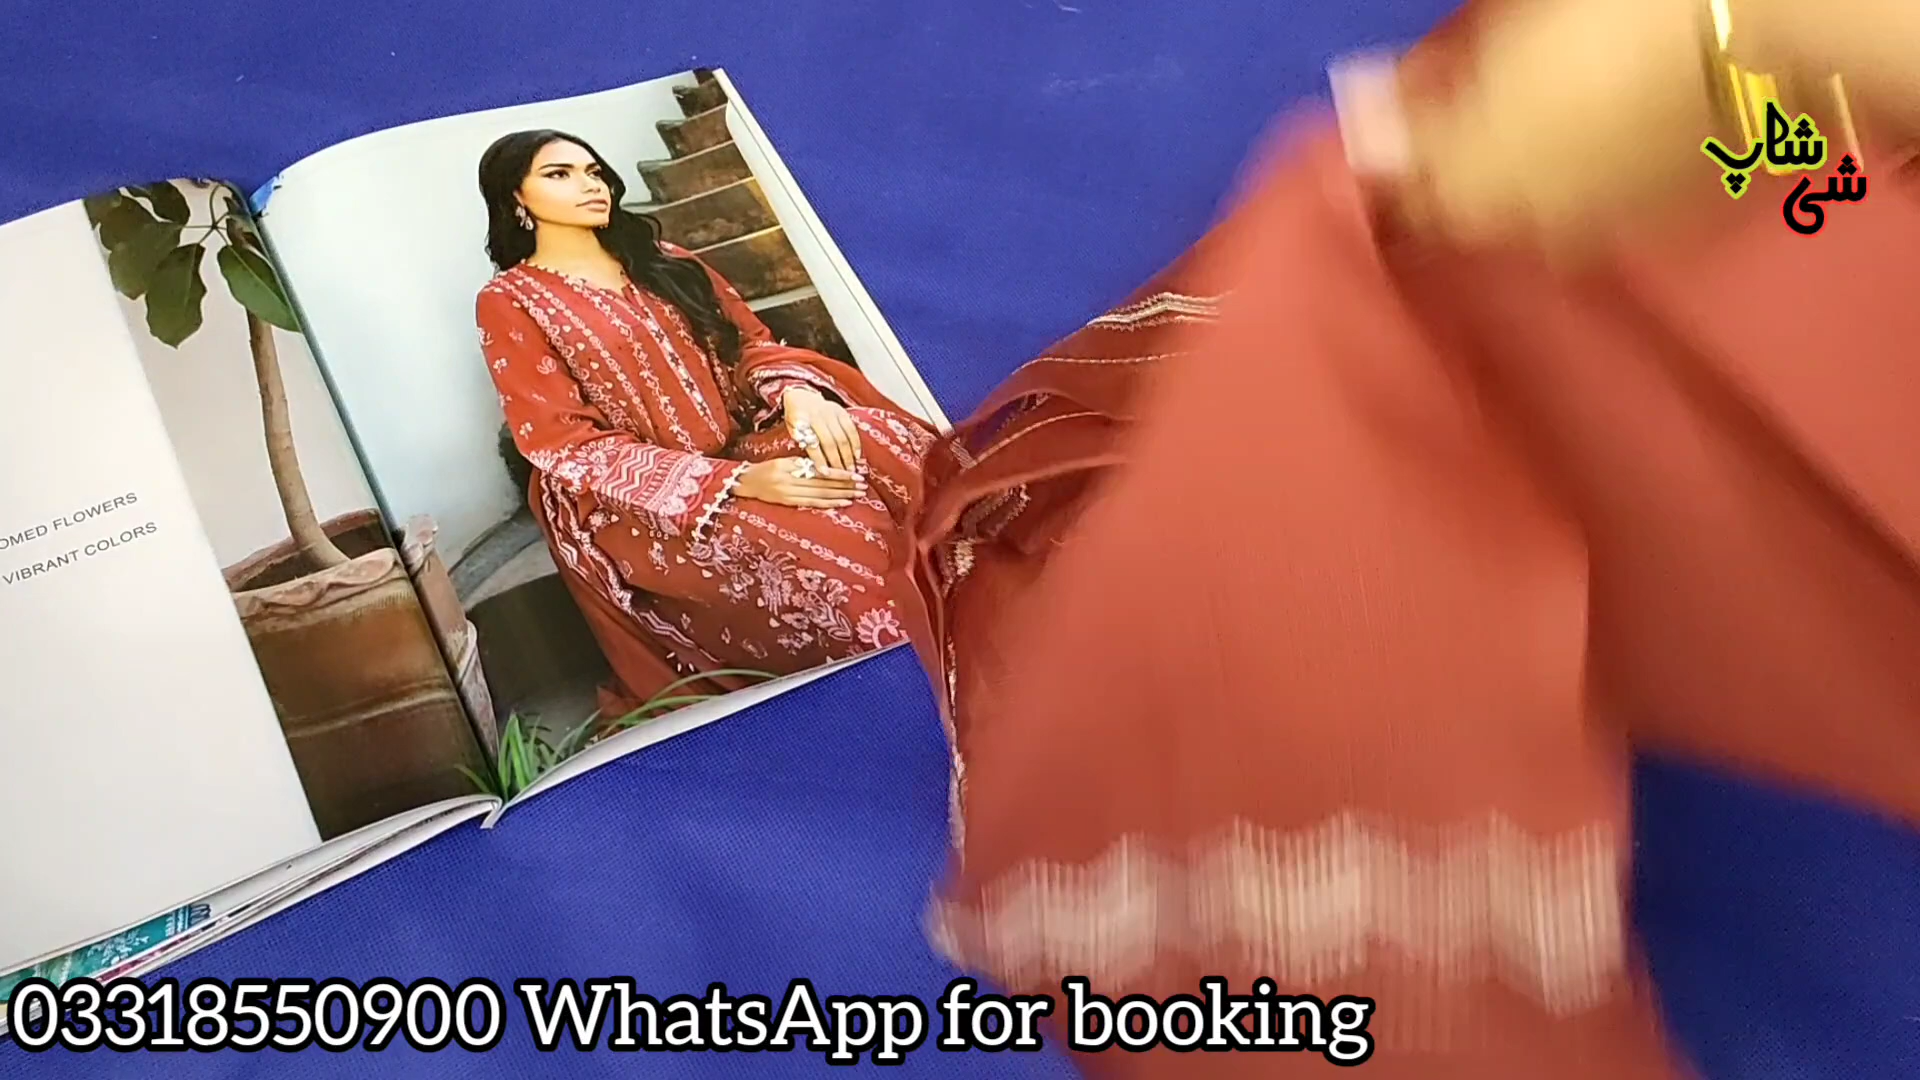 شاپ
شی
OMED FLOWERS
VIBRANT COLORS
03318550900 WhatsApp for booking